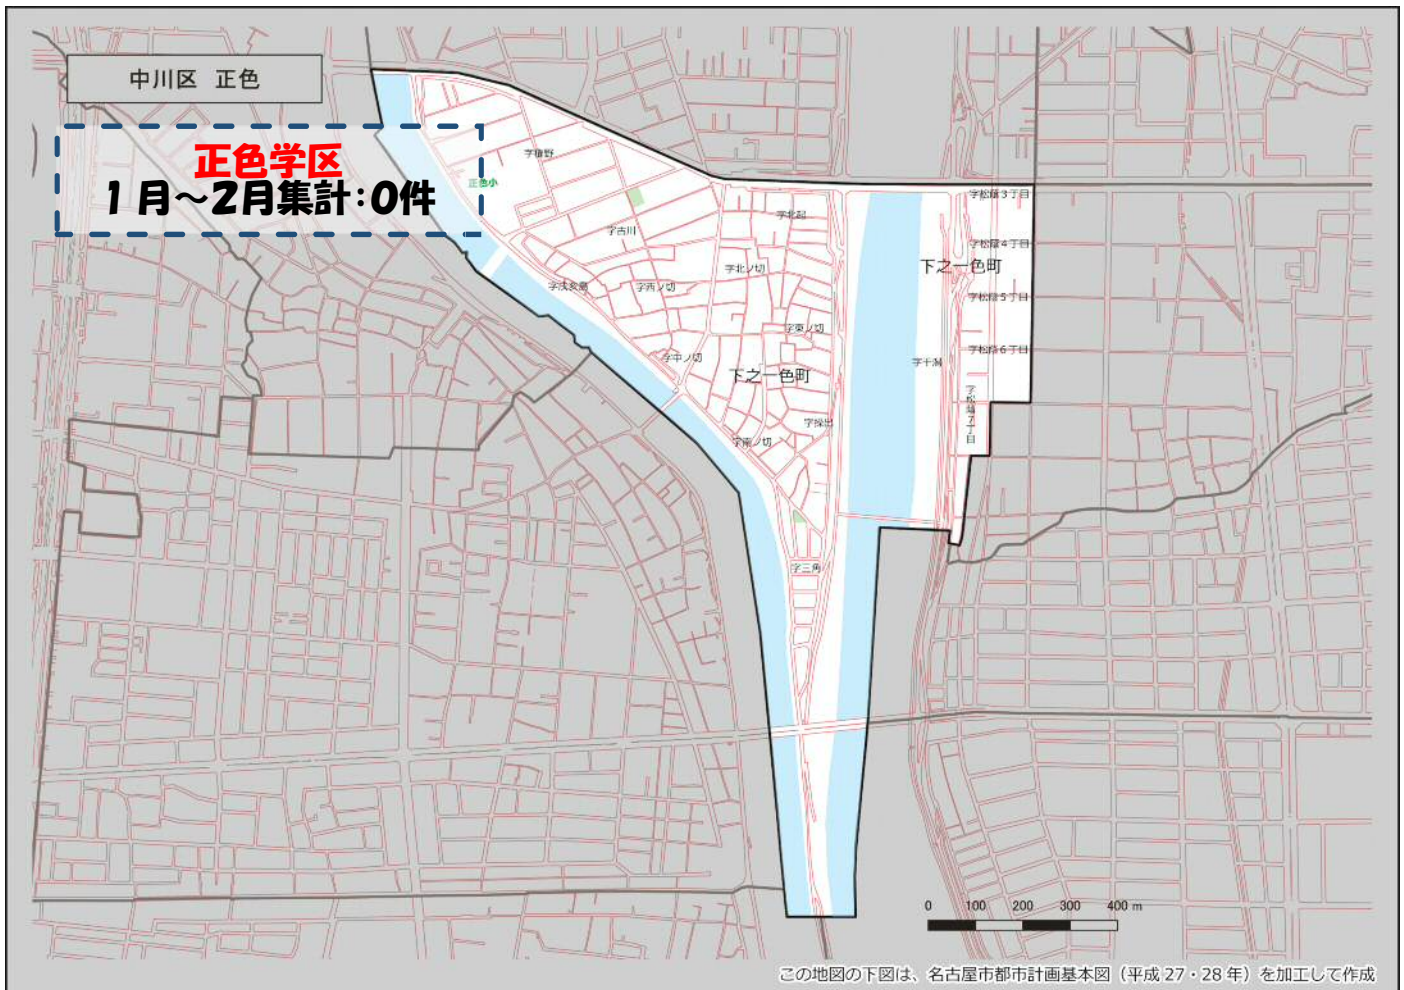 中川区 正色
正色学区
1月～2月集計:0件
正色小
字権野
字松蔭3丁目
字北起
字古川
字松蔭4丁目
下之一色町
字北ノ切
字戌亥島
字西ノ切
字松蔭5丁目
字東ノ切
字松蔭6丁目
字中ノ切
字千潟
下之一色町
字松蔭7丁目
字南ノ切
字三角
0 100 200 300 400 m
この地図の下図は、名古屋市都市計画基本図（平成27・28年）を加工して作成